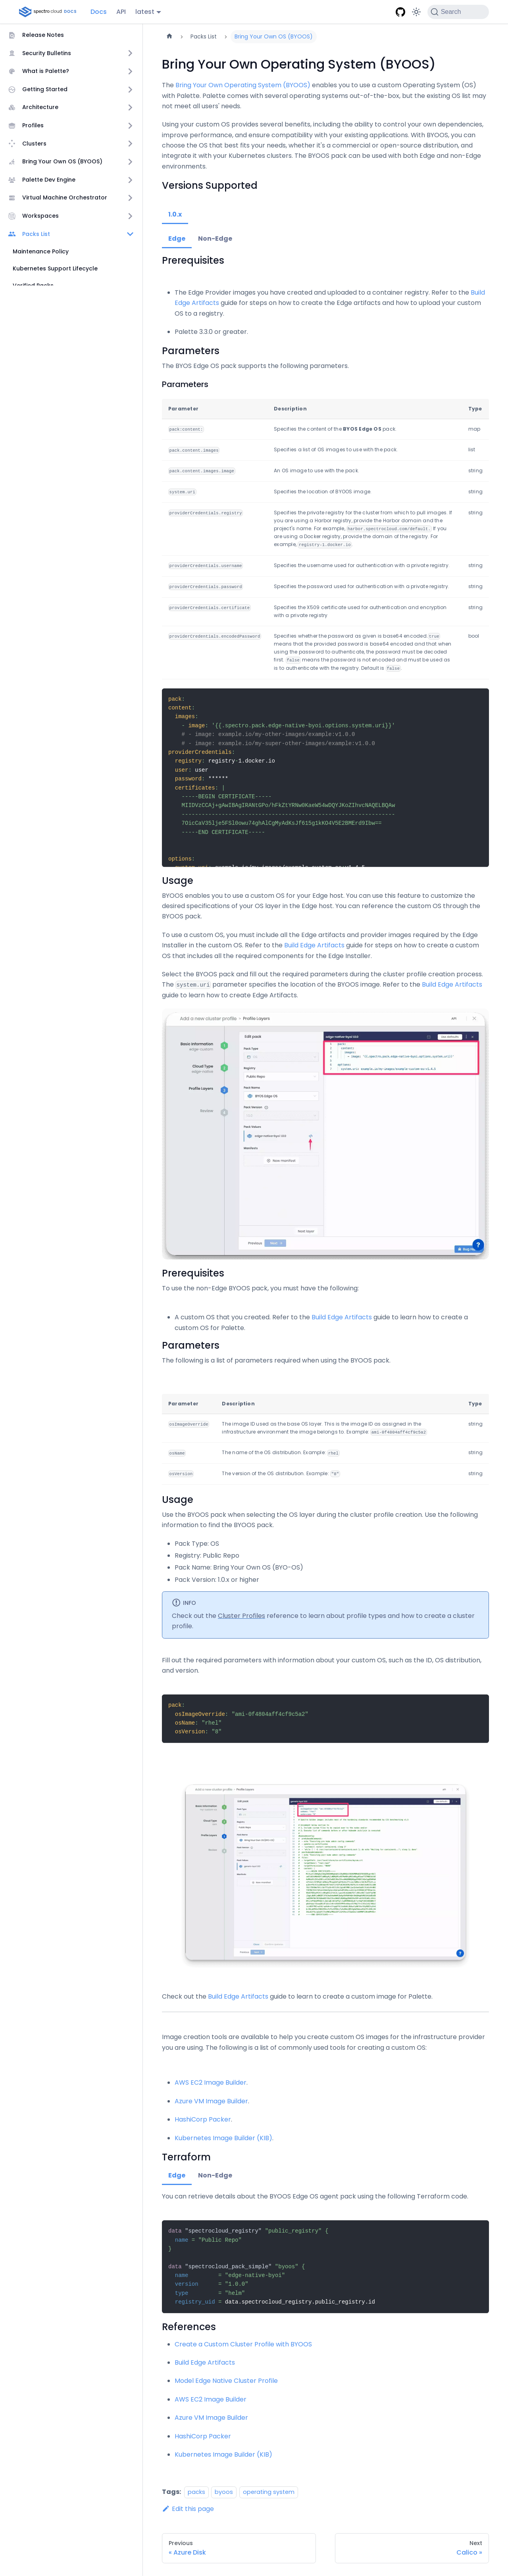 spectro cloud DOCS
Docs
API
latest
Search
Release Notes
Security Bulletins
What is Palette?
Getting Started
Architecture
Profiles
Clusters
Bring Your Own OS (BYOOS)
Palette Dev Engine
Virtual Machine Orchestrator
Workspaces
Packs List
Maintenance Policy
Kubernetes Support Lifecycle
Packs List
Bring Your Own OS (BYOOS)
Bring Your Own Operating System (BYOOS)
The Bring Your Own Operating System (BYOOS) enables you to use a custom Operating System (OS)
with Palette. Palette comes with several operating systems out-of-the-box, but the existing OS list may
not meet all users' needs.
Using your custom OS provides several benefits, including the ability to control your own dependencies,
improve performance, and ensure compatibility with your existing applications. With BYOOS, you can
choose the OS that best fits your needs, whether it's a commercial or open-source distribution, and
integrate it with your Kubernetes clusters. The BYOOS pack can be used with both Edge and non-Edge
environments.
Versions Supported
1.0.x
Edge
Non-Edge
Prerequisites
The Edge Provider images you have created and uploaded to a container registry. Refer to the Build
Edge Artifacts guide for steps on how to create the Edge artifacts and how to upload your custom
OS to a registry.
Palette 3.3.0 or greater.
Parameters
The BYOS Edge OS pack supports the following parameters.
Parameters
Parameter Description Type
pack:content: Specifies the content of the BYOS Edge OS pack. map
pack.content.images Specifies a list of OS images to use with the pack. list
pack.content.images.image An OS image to use with the pack. string
system.uri Specifies the location of BYOOS image. string
providerCredentials.registry Specifies the private registry for the cluster from which to pull images. If string
you are using a Harbor registry, provide the Harbor domain and the
project's name. For example, harbor.spectrocloud.com/default. If you
are using a Docker registry, provide the domain of the registry. For
example, registry-1.docker.io.
providerCredentials.username Specifies the username used for authentication with a private registry. string
providerCredentials.password Specifies the password used for authentication with a private registry. string
providerCredentials.certificate Specifies the X509 certificate used for authentication and encryption string
with a private registry
providerCredentials.encodedPassword Specifies whether the password as given is base64 encoded. true bool
means that the provided password is base64 encoded and that when
using the password to authenticate, the password must be decoded
first. false means the password is not encoded and must be used as
is to authenticate with the registry. Default is false.
pack:
content:
images:
- image: '{{.spectro.pack.edge-native-byoi.options.system.uri}}'
# - image: example.io/my-other-images/example:v1.0.0
# - image: example.io/my-super-other-images/example:v1.0.0
providerCredentials:
registry: registry-1.docker.io
user: user
password: ******
certificates: |
-----BEGIN CERTIFICATE-----
-----END CERTIFICATE-----
options:
Usage
BYOOS enables you to use a custom OS for your Edge host. You can use this feature to customize the
desired specifications of your OS layer in the Edge host. You can reference the custom OS through the
BYOOS pack.
To use a custom OS, you must include all the Edge artifacts and provider images required by the Edge
Installer in the custom OS. Refer to the Build Edge Artifacts guide for steps on how to create a custom
OS that includes all the required components for the Edge Installer.
Select the BYOOS pack and fill out the required parameters during the cluster profile creation process.
The system.uri parameter specifies the location of the BYOOS image. Refer to the Build Edge Artifacts
guide to learn how to create Edge Artifacts.
Add a new cluster profile • Profile Layers
Basic Information
Cloud Type
Profile Layers
Review
Edit pack
Pack Type
OS
Registry
Public Repo
Pack Name
BYOOS Edge OS
Pack Version
Pack Values
Manifests
New manifest
Next layer
Previous
Prerequisites
To use the non-Edge BYOOS pack, you must have the following:
A custom OS that you created. Refer to the Build Edge Artifacts guide to learn how to create a
custom OS for Palette.
Parameters
The following is a list of parameters required when using the BYOOS pack.
Parameter Description Type
osImageOverride The image ID used as the base OS layer. This is the image ID as assigned in the string
infrastructure environment the image belongs to. Example: ami-0f4804aff4cf9c5a2
osName The name of the OS distribution. Example: rhel string
osVersion The version of the OS distribution. Example: "8" string
Usage
Use the BYOOS pack when selecting the OS layer during the cluster profile creation. Use the following
information to find the BYOOS pack.
Pack Type: OS
Registry: Public Repo
Pack Name: Bring Your Own OS (BYO-OS)
Pack Version: 1.0.x or higher
INFO
Check out the Cluster Profiles reference to learn about profile types and how to create a cluster
profile.
Fill out the required parameters with information about your custom OS, such as the ID, OS distribution,
and version.
pack:
osImageOverride: "ami-0f4804aff4cf9c5a2"
osName: "rhel"
osVersion: "8"
Check out the Build Edge Artifacts guide to learn to create a custom image for Palette.
Image creation tools are available to help you create custom OS images for the infrastructure provider
you are using. The following is a list of commonly used tools for creating a custom OS:
AWS EC2 Image Builder.
Azure VM Image Builder.
HashiCorp Packer.
Kubernetes Image Builder (KIB).
Terraform
Edge
Non-Edge
You can retrieve details about the BYOOS Edge OS agent pack using the following Terraform code.
data "spectrocloud_registry" "public_registry" {
name = "Public Repo"
}
data "spectrocloud_pack_simple" "byoos" {
name = "edge-native-byoi"
version = "1.0.0"
type = "helm"
registry_uid = data.spectrocloud_registry.public_registry.id
References
Create a Custom Cluster Profile with BYOOS
Build Edge Artifacts
Model Edge Native Cluster Profile
AWS EC2 Image Builder
Azure VM Image Builder
HashiCorp Packer
Kubernetes Image Builder (KIB)
Tags: packs byoos operating system
Edit this page
Previous
« Azure Disk
Next
Calico »